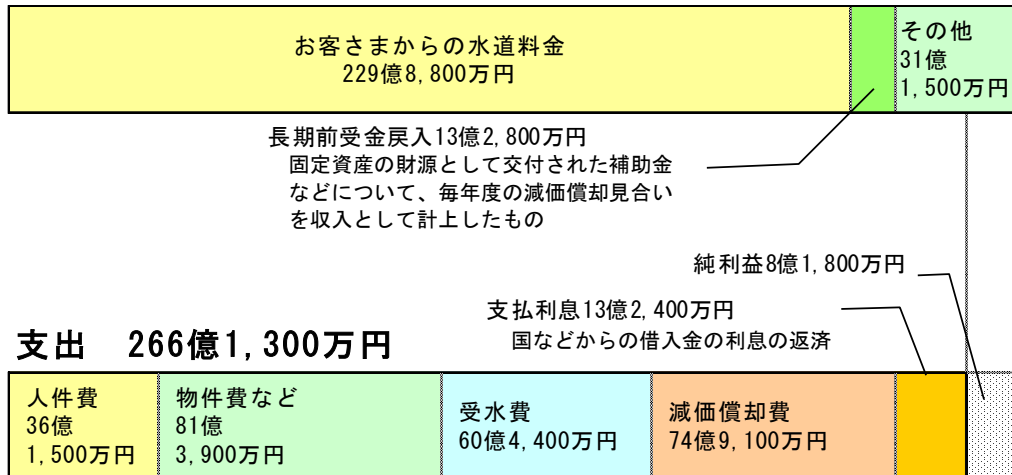 お客さまからの水道料金
229億8,800万円
その他
31億
1,500万円
長期前受金戻入13億2,800万円
固定資産の財源として交付された補助金
などについて、毎年度の減価償却見合い
を収入として計上したもの
純利益8億1,800万円
支払利息13億2,400万円
国などからの借入金の利息の返済
支出 266億1,300万円
人件費
36億
1,500万円
物件費など
81億
3,900万円
受水費
60億4,400万円
減価償却費
74億9,100万円